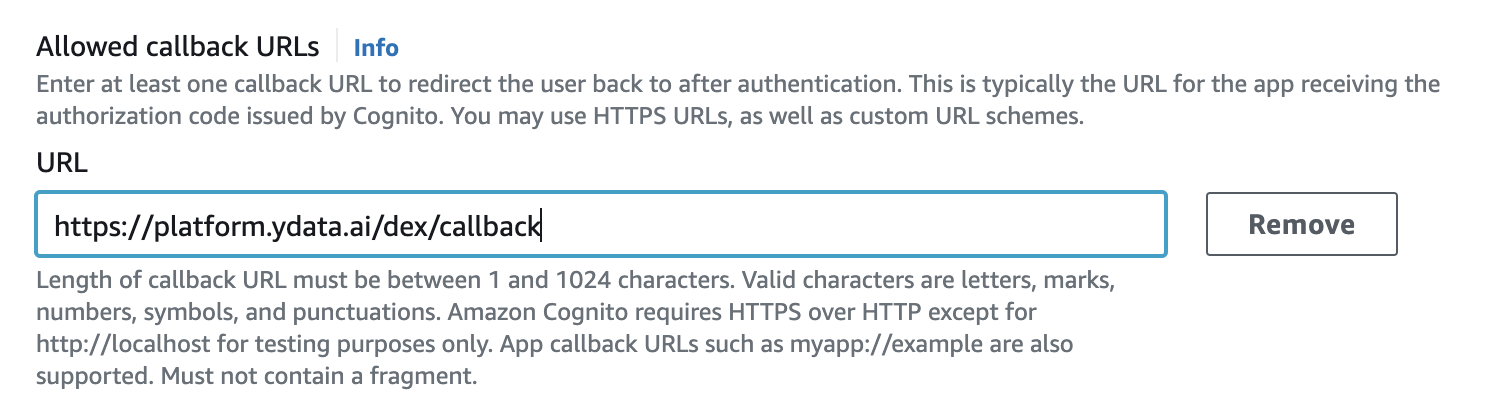 Allowed callback URLs Info
Enter at least one callback URL to redirect the user back to after authentication. This is typically the URL for the app receiving the
authorization code issued by Cognito. You may use HTTPS URLs, as well as custom URL schemes.
URL
https://platform.ydata.ai/dex/callback
Remove
Length of callback URL must be between 1 and 1024 characters. Valid characters are letters, marks,
numbers, symbols, and punctuations. Amazon Cognito requires HTTPS over HTTP except for
http://localhost for testing purposes only. App callback URLs such as myapp://example are also
supported. Must not contain a fragment.